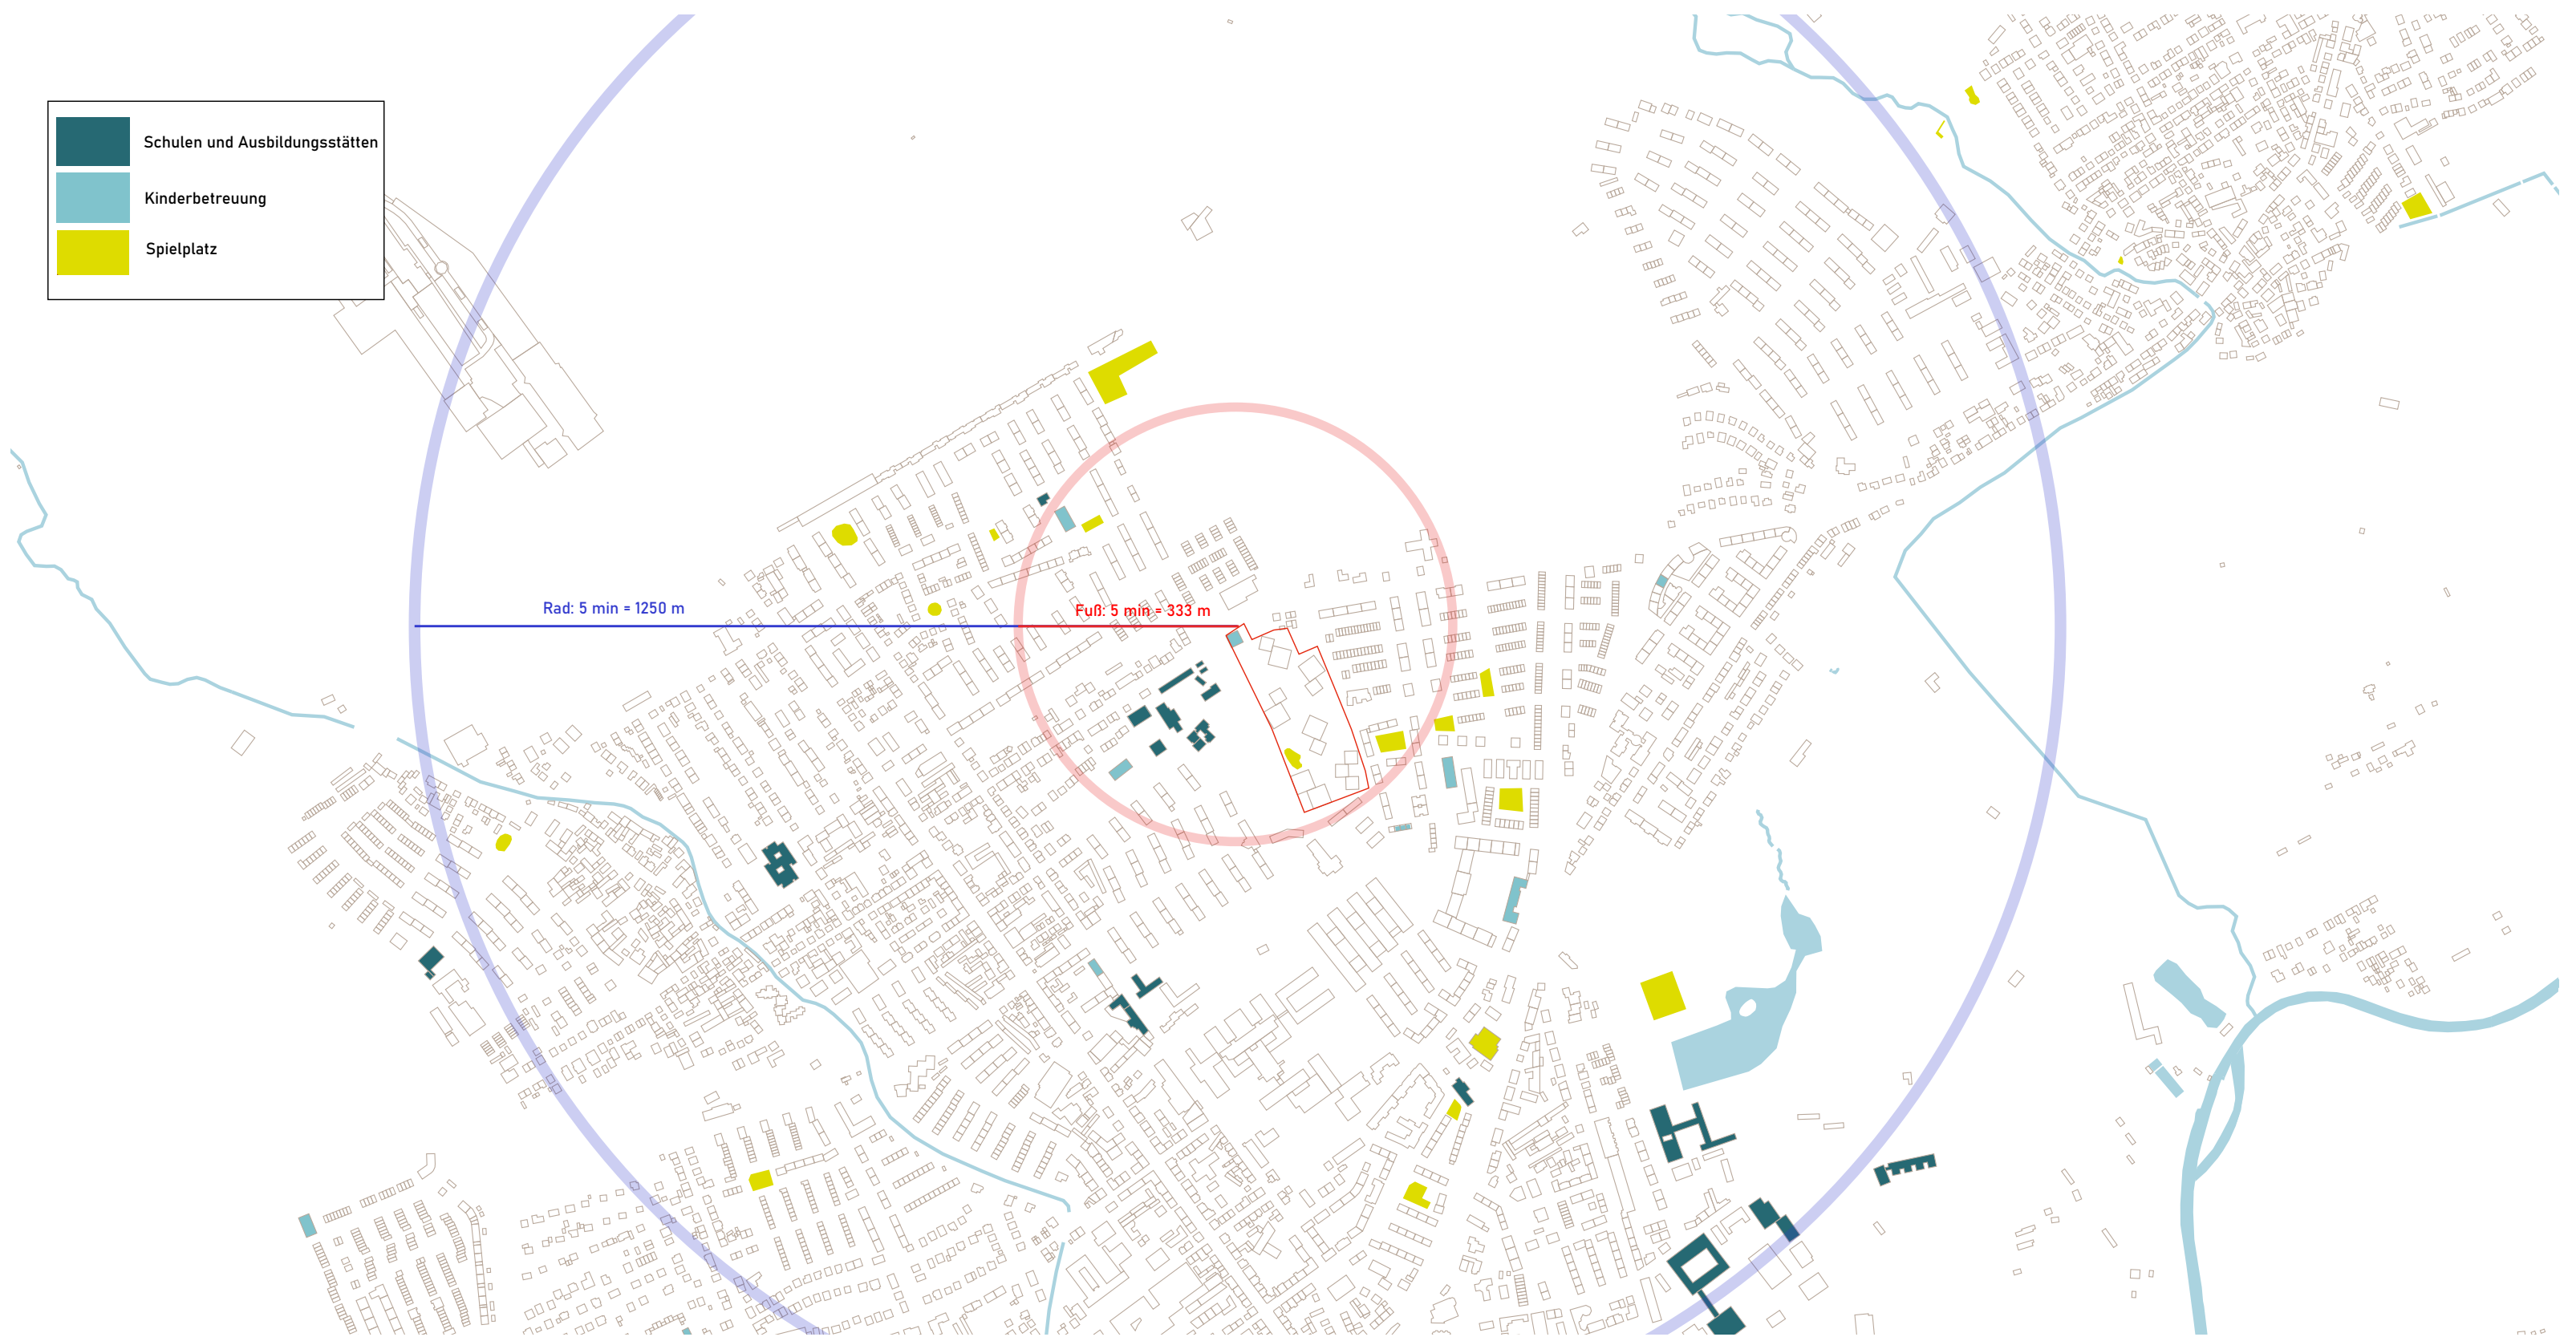 Schulen und Ausbildungsstätten
Kinderbetreuung
Spielplatz
Rad: 5 min = 1250 m
Fuß: 5 min = 333 m